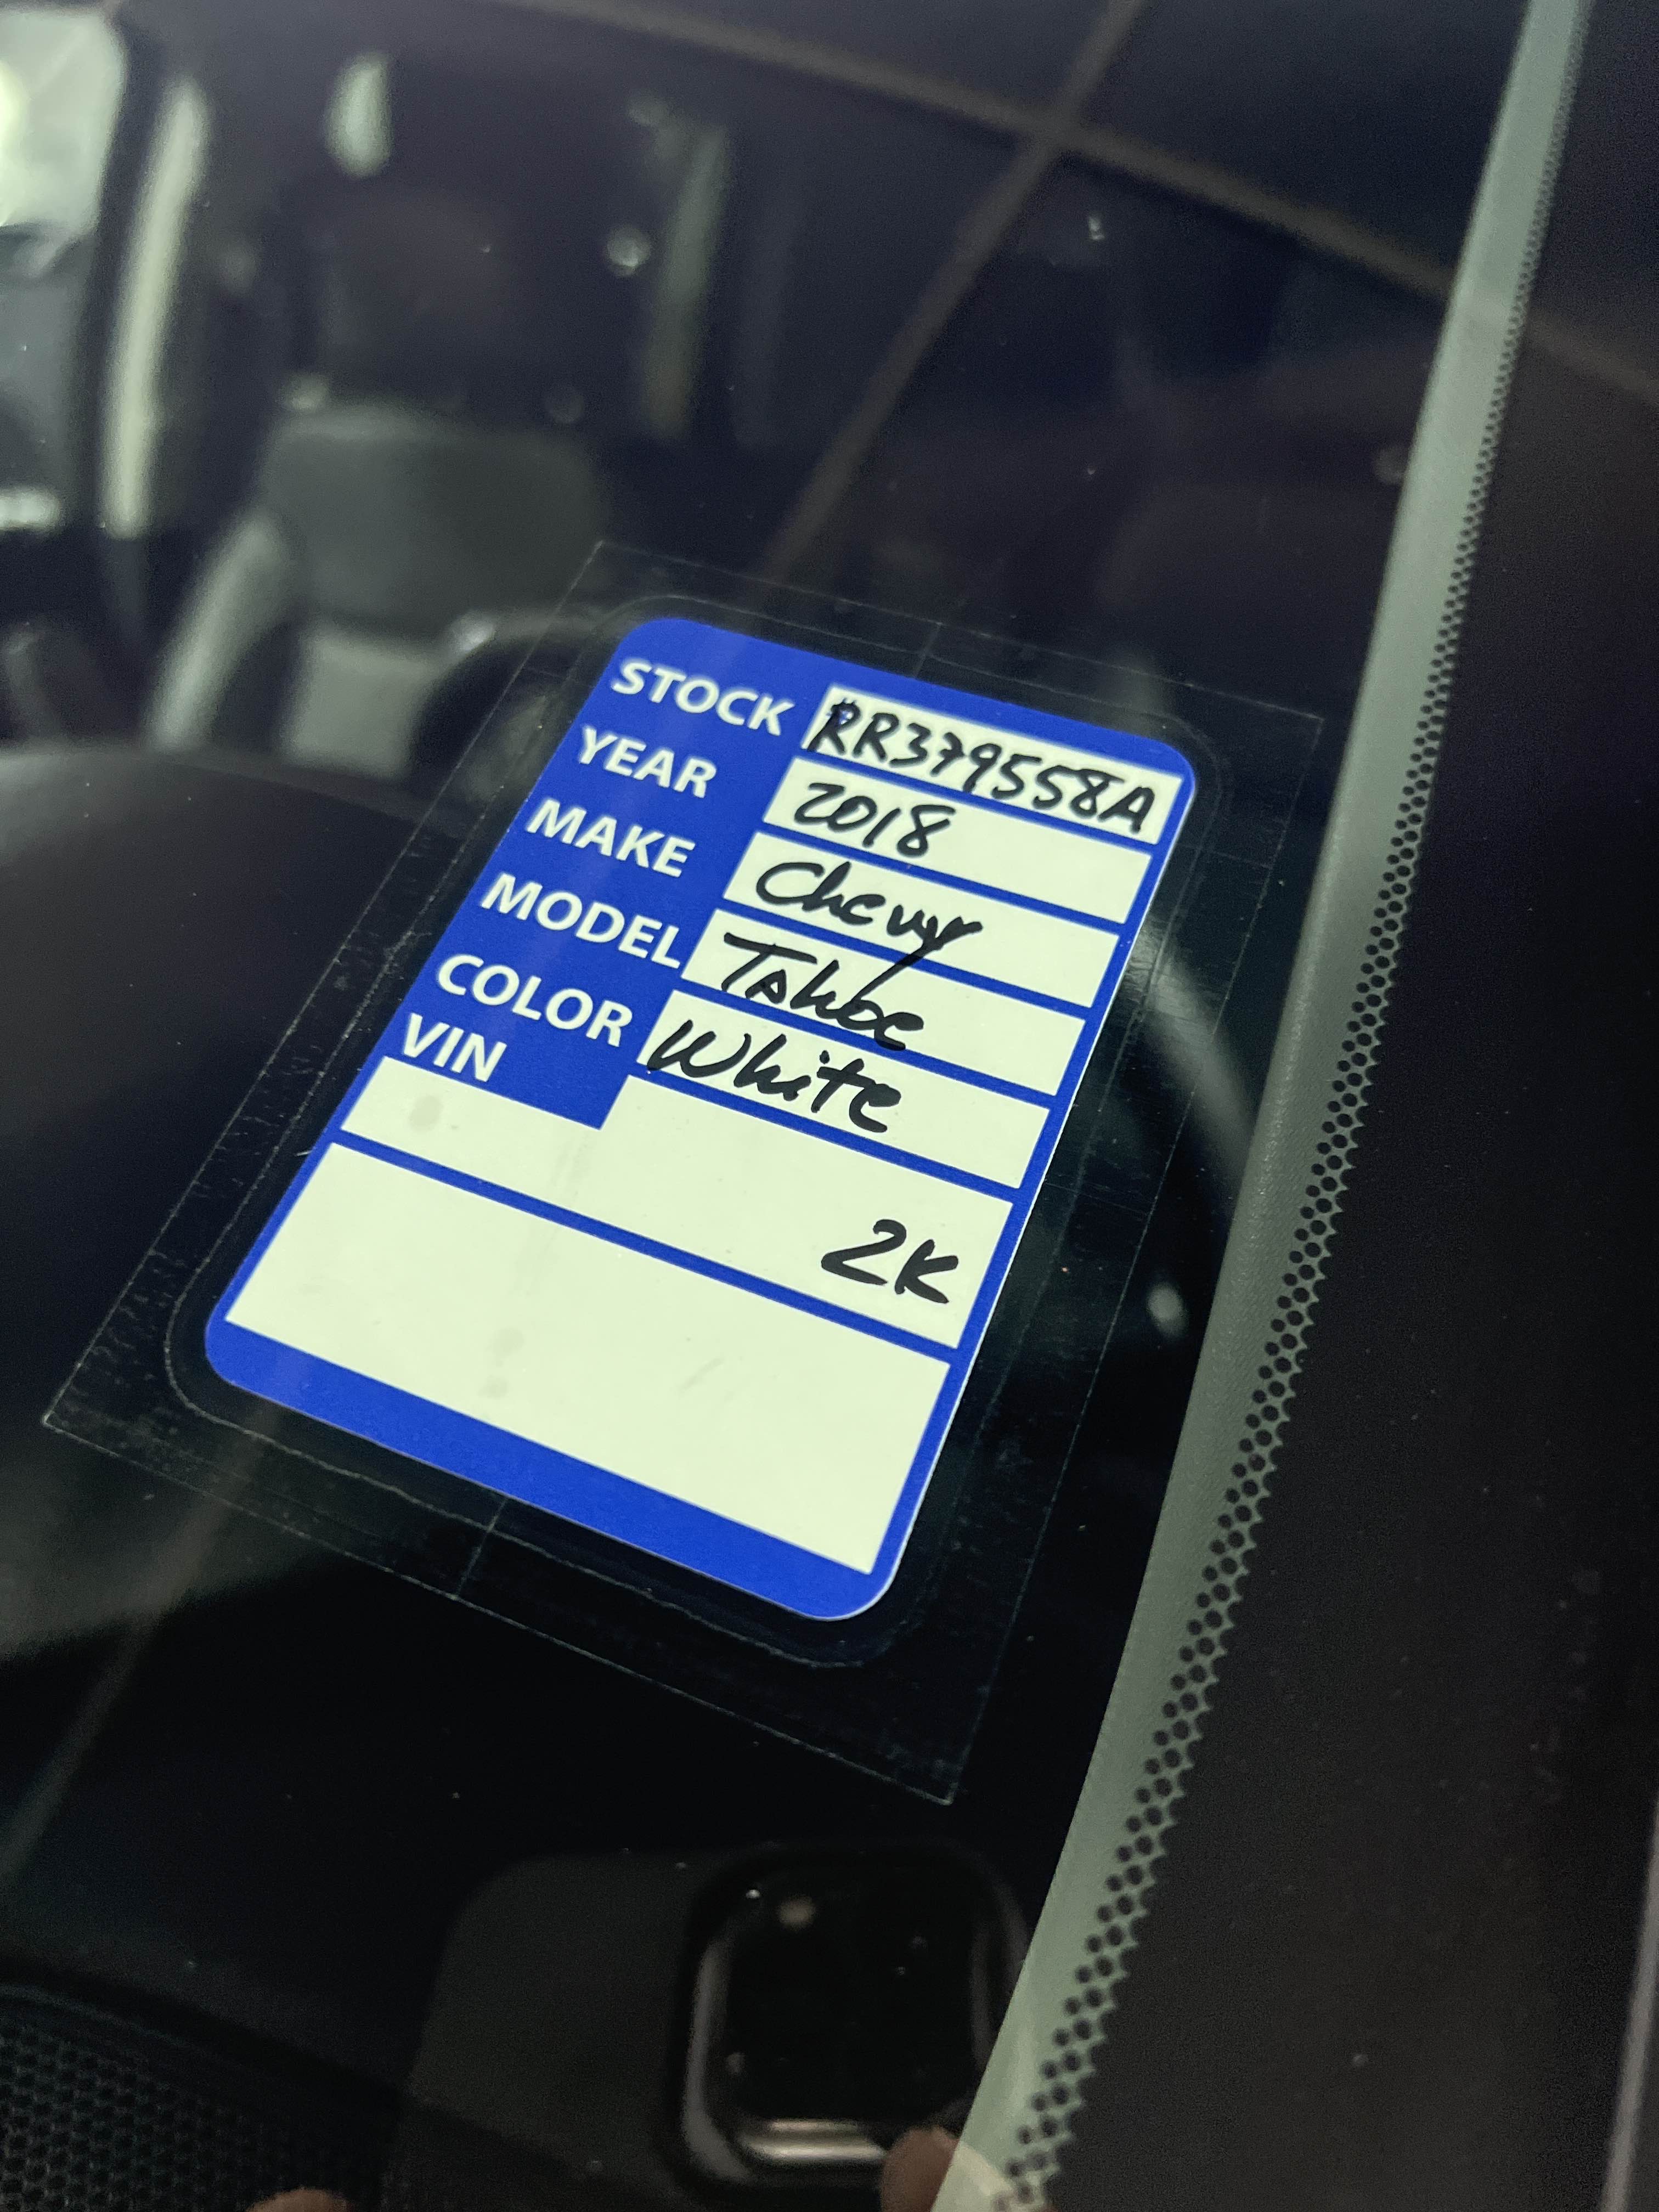 STOCK RR379558A
YEAR 2018
MAKE Chevy
MODEL Tahoe
COLOR White
VIN
2K